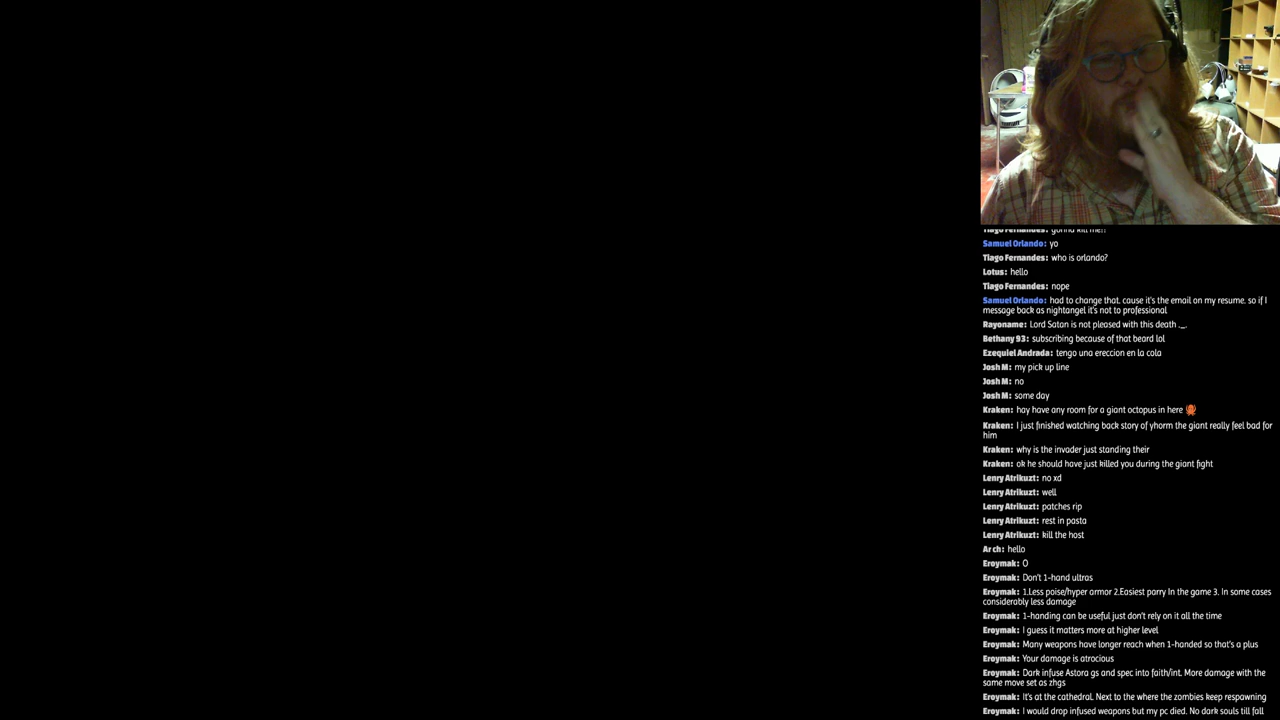 Tiago Fernandes: gonna kill me!!
Samuel Orlando: yo
Tiago Fernandes: who is orlando?
Lotus: hello
Tiago Fernandes: nope
Samuel Orlando: had to change that. cause it's the email on my resume. so if I
message back as nightangel it's not to professional
Rayoname: Lord Satan is not pleased with this death ._.
Bethany 93: subscribing because of that beard lol
Ezequiel Andrada: tengo una ereccion en la cola
Josh M: my pick up line
Josh M: no
Josh M: some day
Kraken: hay have any room for a giant octopus in here 🐙
Kraken: I just finished watching back story of yhorm the giant really feel bad for
him
Kraken: why is the invader just standing their
Kraken: ok he should have just killed you during the giant fight
Lenry Atrikuzt: no xd
Lenry Atrikuzt: well
Lenry Atrikuzt: patches rip
Lenry Atrikuzt: rest in pasta
Lenry Atrikuzt: kill the host
Ar ch: hello
Eroymak: O
Eroymak: Don't 1-hand ultras
Eroymak: 1.Less poise/hyper armor 2.Easiest parry In the game 3. In some cases
considerably less damage
Eroymak: 1-handing can be useful just don't rely on it all the time
Eroymak: I guess it matters more at higher level
Eroymak: Many weapons have longer reach when 1-handed so that's a plus
Eroymak: Your damage is atrocious
Eroymak: Dark infuse Astora gs and spec into faith/int. More damage with the
same move set as zhgs
Eroymak: It's at the cathedral. Next to the where the zombies keep respawning
Eroymak: I would drop infused weapons but my pc died. No dark souls till fall